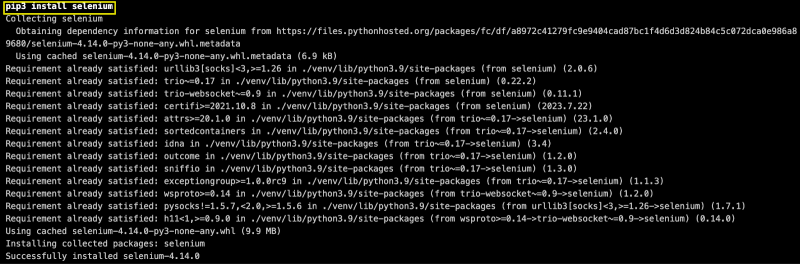 pip3 install selenium
Collecting selenium
  Obtaining dependency information for selenium from https://files.pythonhosted.org/packages/fc/df/a8972c41279fc9e9404cad87bc1f4d6d3d824b84c5c072dca0e986a8
9680/selenium-4.14.0-py3-none-any.whl.metadata
  Using cached selenium-4.14.0-py3-none-any.whl.metadata (6.9 kB)
Requirement already satisfied: urllib3[socks]<3,>=1.26 in ./venv/lib/python3.9/site-packages (from selenium) (2.0.6)
Requirement already satisfied: trio~=0.17 in ./venv/lib/python3.9/site-packages (from selenium) (0.22.2)
Requirement already satisfied: trio-websocket~=0.9 in ./venv/lib/python3.9/site-packages (from selenium) (0.11.1)
Requirement already satisfied: certifi>=2021.10.8 in ./venv/lib/python3.9/site-packages (from selenium) (2023.7.22)
Requirement already satisfied: attrs>=20.1.0 in ./venv/lib/python3.9/site-packages (from trio~=0.17->selenium) (23.1.0)
Requirement already satisfied: sortedcontainers in ./venv/lib/python3.9/site-packages (from trio~=0.17->selenium) (2.4.0)
Requirement already satisfied: idna in ./venv/lib/python3.9/site-packages (from trio~=0.17->selenium) (3.4)
Requirement already satisfied: outcome in ./venv/lib/python3.9/site-packages (from trio~=0.17->selenium) (1.2.0)
Requirement already satisfied: sniffio in ./venv/lib/python3.9/site-packages (from trio~=0.17->selenium) (1.3.0)
Requirement already satisfied: exceptiongroup>=1.0.0rc9 in ./venv/lib/python3.9/site-packages (from trio~=0.17->selenium) (1.1.3)
Requirement already satisfied: wsproto>=0.14 in ./venv/lib/python3.9/site-packages (from trio-websocket~=0.9->selenium) (1.2.0)
Requirement already satisfied: pysocks!=1.5.7,<2.0,>=1.5.6 in ./venv/lib/python3.9/site-packages (from urllib3[socks]<3,>=1.26->selenium) (1.7.1)
Requirement already satisfied: h11<1,>=0.9.0 in ./venv/lib/python3.9/site-packages (from wsproto>=0.14->trio-websocket~=0.9->selenium) (0.14.0)
Using cached selenium-4.14.0-py3-none-any.whl (9.9 MB)
Installing collected packages: selenium
Successfully installed selenium-4.14.0